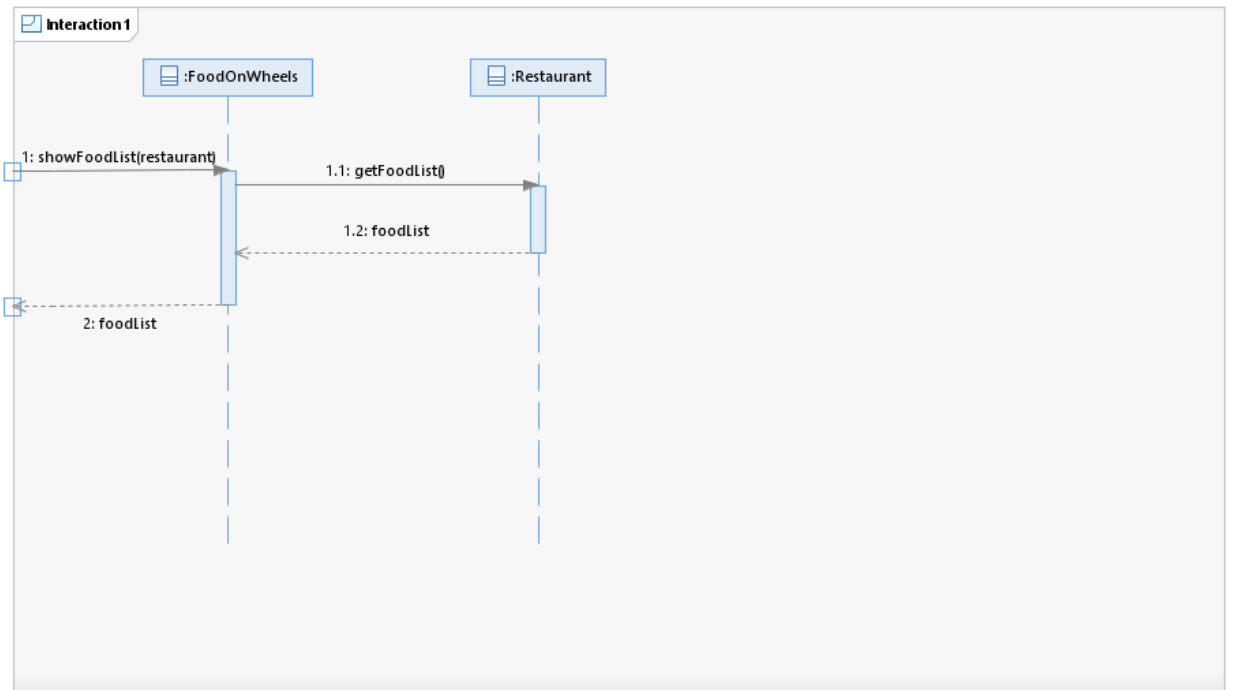 Interaction1
:FoodOnWheels
:Restaurant
1: showFoodList(restaurant)
1.1: getFoodList()
1.2: foodList
2: foodList